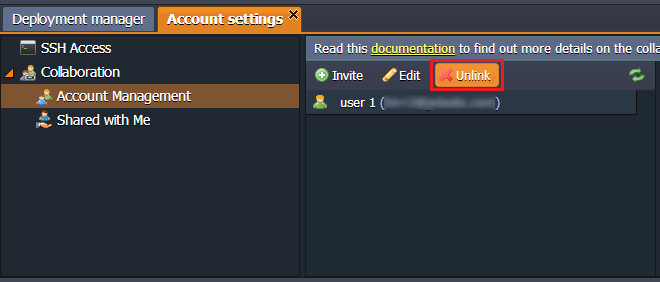 Deployment manager
Account settings
SSH Access
Collaboration
Account Management
Shared with Me
Read this documentation to find out more details on the colla
Invite
Edit
Unlink
user 1 ( )